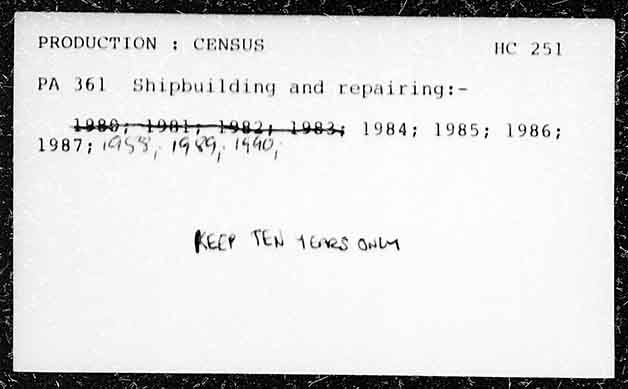 PRODUCTION : CENSUS HC 251
PA 361 Shipbuilding and repairing:-
1980; 1981; 1982; 1983; 1984; 1985; 1986;
1987; 1988, 1989, 1990,
KEEP TEN YEARS ONLY